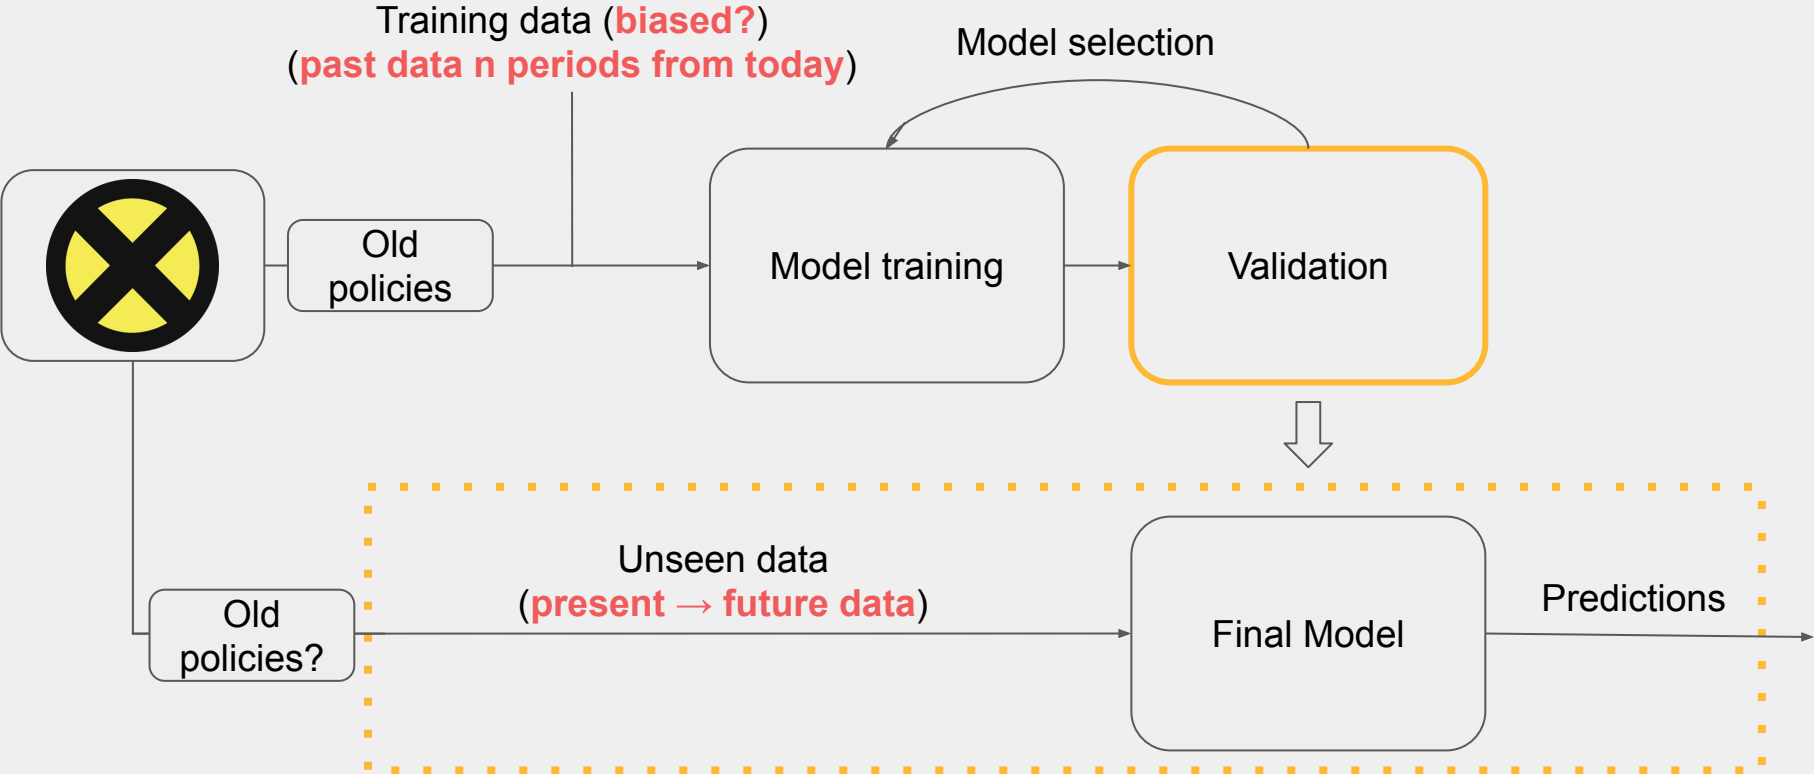 Training data (biased?)
(past data n periods from today)
Model selection
Old
policies
Model training
Validation
Unseen data
(present → future data)
Old
policies?
Final Model
Predictions